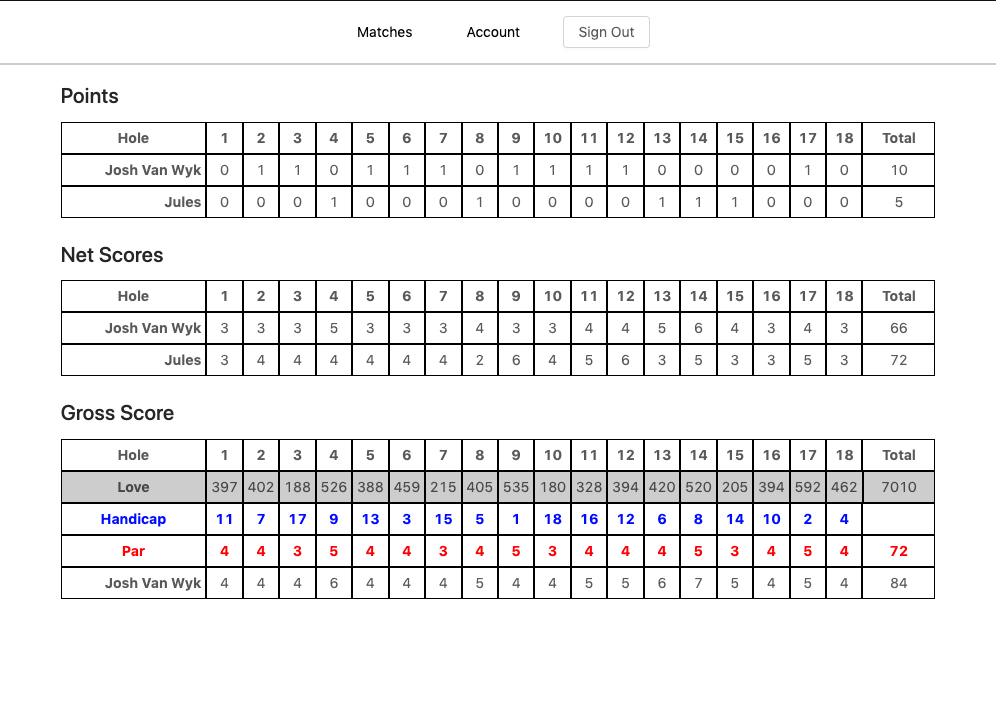 Matches Account Sign Out
Points
Hole 1 2 3 4 5 6 7 8 9 10 11 12 13 14 15 16 17 18 Total
Josh Van Wyk 0 1 1 0 1 1 1 0 1 1 1 1 0 0 0 0 1 0 10
Jules 0 0 0 1 0 0 0 1 0 0 0 0 1 1 1 0 0 0 5
Net Scores
Hole 1 2 3 4 5 6 7 8 9 10 11 12 13 14 15 16 17 18 Total
Josh Van Wyk 3 3 3 5 3 3 3 4 3 3 4 4 5 6 4 3 4 3 66
Jules 3 4 4 4 4 4 4 2 6 4 5 6 3 5 3 3 5 3 72
Gross Score
Hole 1 2 3 4 5 6 7 8 9 10 11 12 13 14 15 16 17 18 Total
Love 397 402 188 526 388 459 215 405 535 180 328 394 420 520 205 394 592 462 7010
Handicap 11 7 17 9 13 3 15 5 1 18 16 12 6 8 14 10 2 4
Par 4 4 3 5 4 4 3 4 5 3 4 4 4 5 3 4 5 4 72
Josh Van Wyk 4 4 4 6 4 4 4 5 4 4 5 5 6 7 5 4 5 4 84